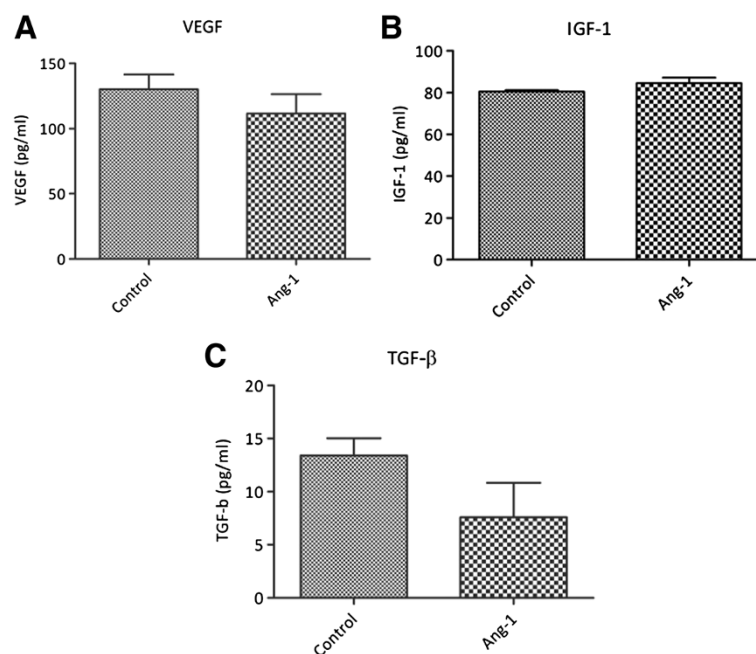 A
VEGF
VEGF (pg/ml)
150
100
50
0
Control
Ang-1
B
IGF-1
IGF-1 (pg/ml)
100
80
60
40
20
0
Control
Ang-1
C
TGF-β
TGF-b (pg/ml)
20
15
10
5
0
Control
Ang-1